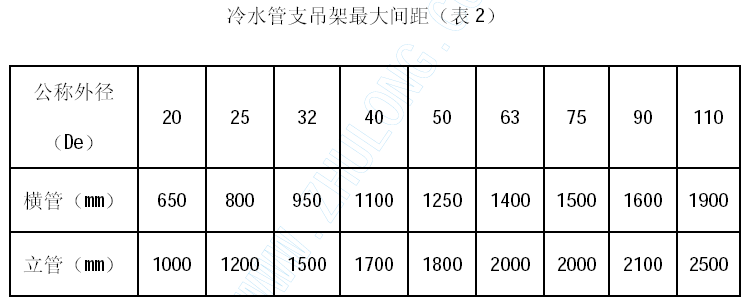 冷水管支吊架最大间距（表2）
公称外径（De） 20 25 32 40 50 63 75 90 110
横管（mm） 650 800 950 1100 1250 1400 1500 1600 1900
立管（mm） 1000 1200 1500 1700 1800 2000 2000 2100 2500